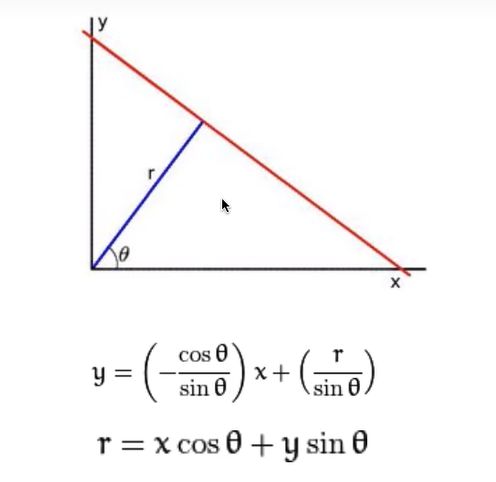 y
r
θ
x
y = (−cos θ/sin θ) x + (r/sin θ)
r = x cos θ + y sin θ